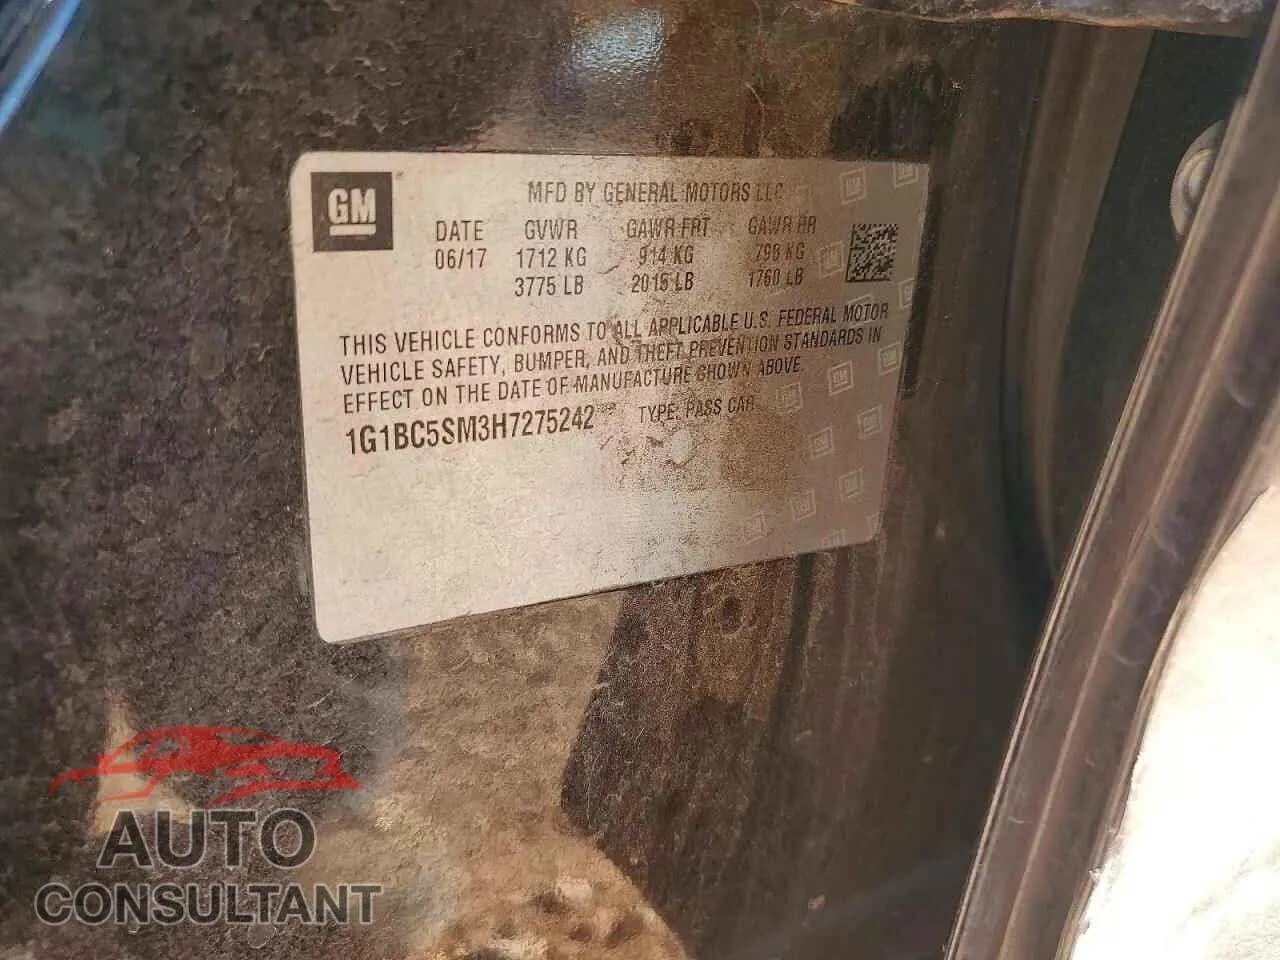 GM
MFD BY GENERAL MOTORS LLC
DATE GVWR GAWR FRT GAWR RR
06/17 1712 KG 914 KG 798 KG
3775 LB 2015 LB 1760 LB
THIS VEHICLE CONFORMS TO ALL APPLICABLE U.S. FEDERAL MOTOR
VEHICLE SAFETY, BUMPER, AND THEFT PREVENTION STANDARDS IN
EFFECT ON THE DATE OF MANUFACTURE SHOWN ABOVE.
1G1BC5SM3H7275242 TYPE: PASS CAR
AUTO
CONSULTANT